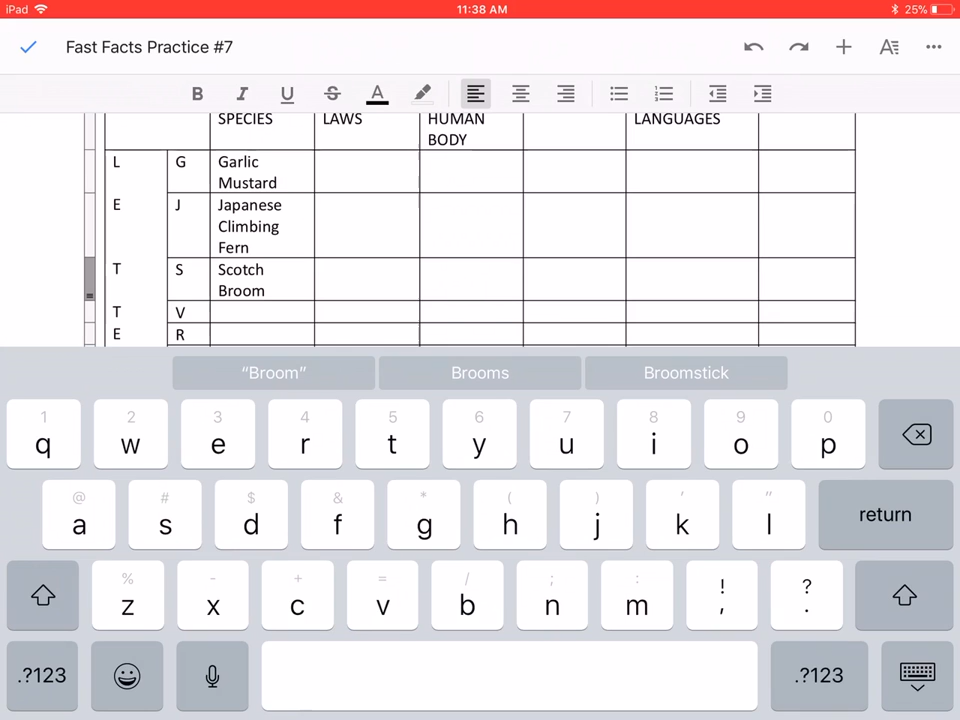 iPad 11:38 AM 25%
Fast Facts Practice #7
B I U S A
SPECIES LAWS HUMAN LANGUAGES
BODY
L G Garlic
Mustard
E J Japanese
Climbing
Fern
T S Scotch
Broom
T V
E R
“Broom” Brooms Broomstick
1 2 3 4 5 6 7 8 9 0
q w e r t y u i o p
@ # $ & * ( ) ' "
a s d f g h j k l return
% - + = / ; : ! ?
z x c v b n m , .
.?123 .?123